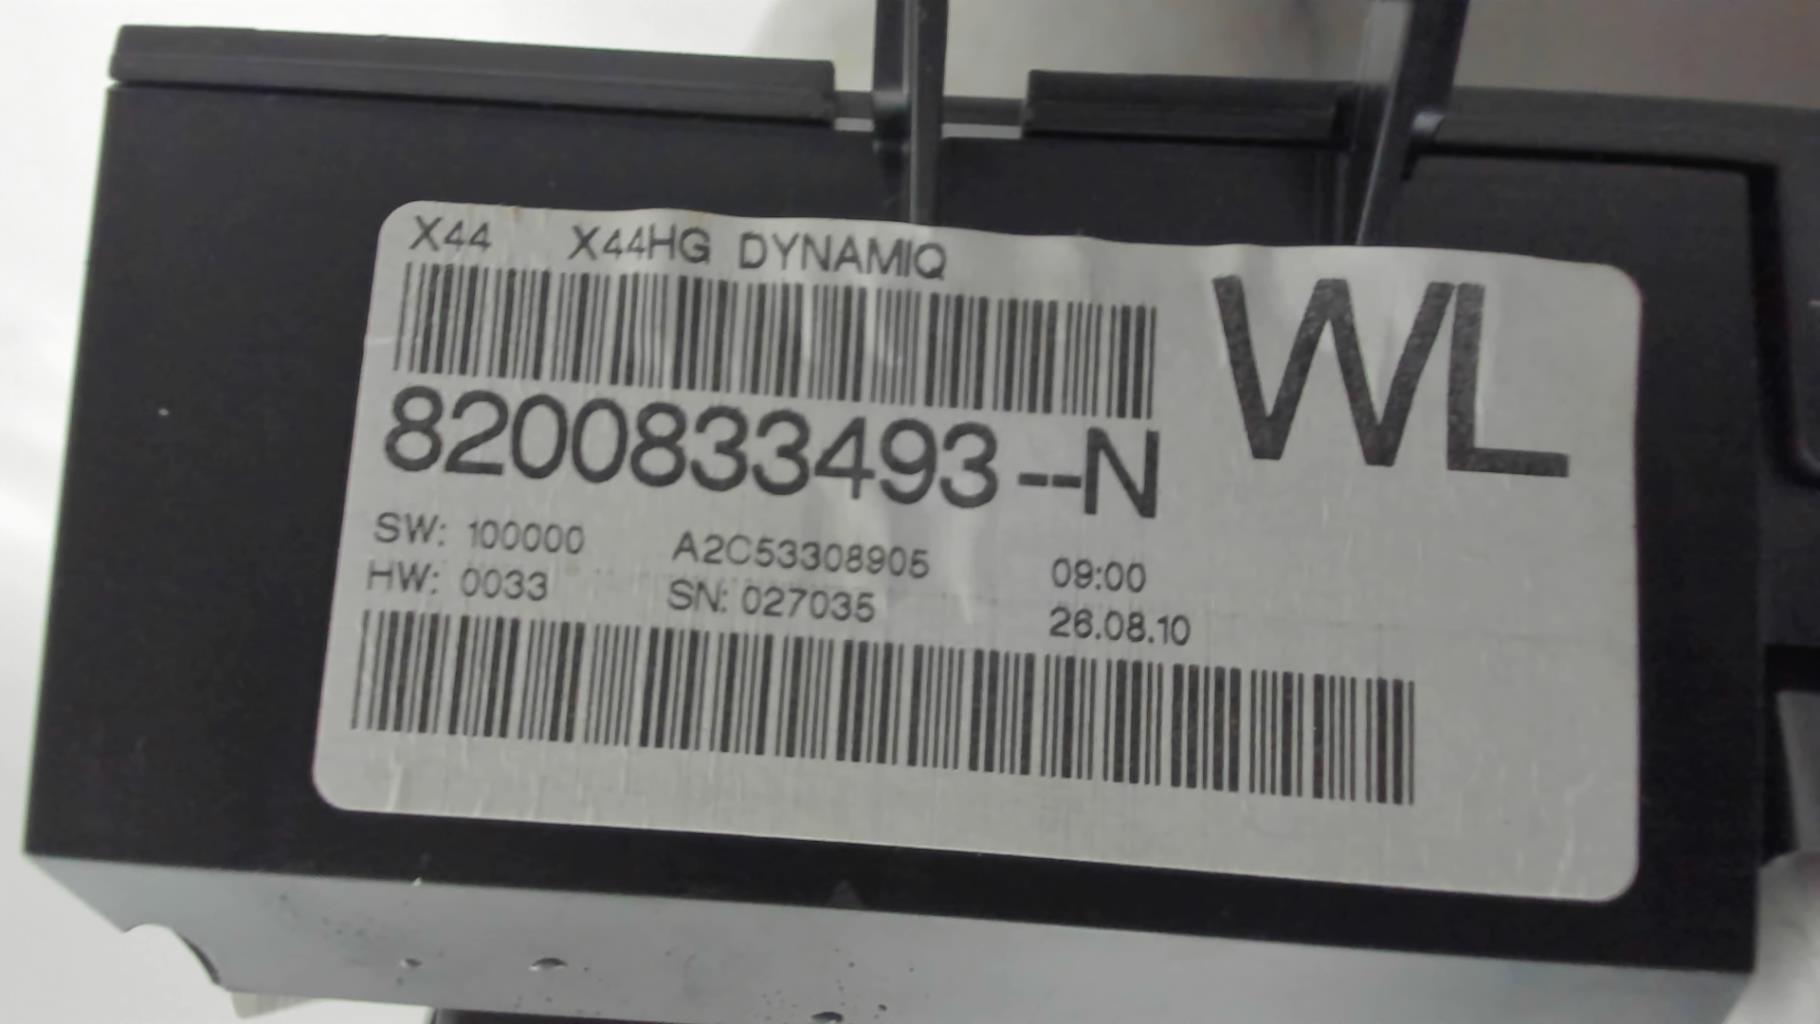 X44 X44HG DYNAMIQ
WL
8200833493--N
SW: 100000 A2C53308905 09:00
HW: 0033 SN: 027035 26.08.10